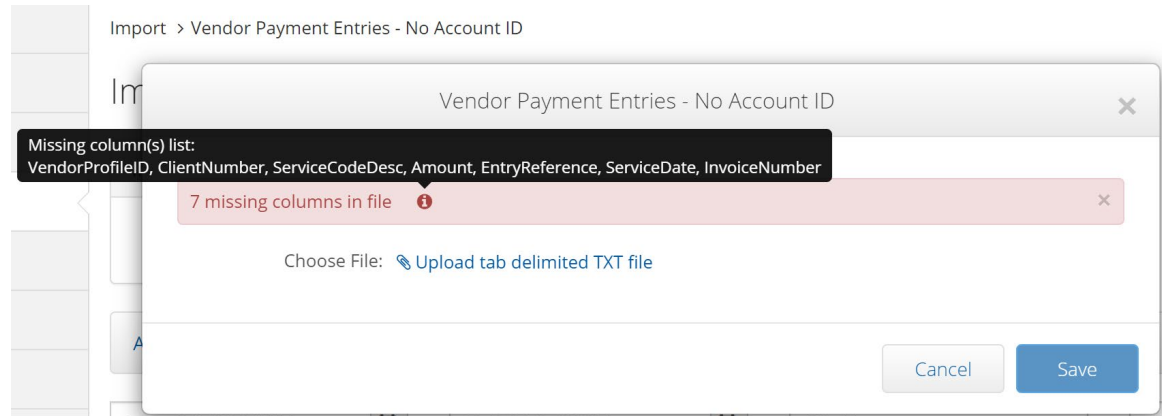 Import > Vendor Payment Entries - No Account ID
Im
Vendor Payment Entries - No Account ID
Missing column(s) list:
VendorProfileID, ClientNumber, ServiceCodeDesc, Amount, EntryReference, ServiceDate, InvoiceNumber
7 missing columns in file
Choose File: Upload tab delimited TXT file
A
Cancel Save